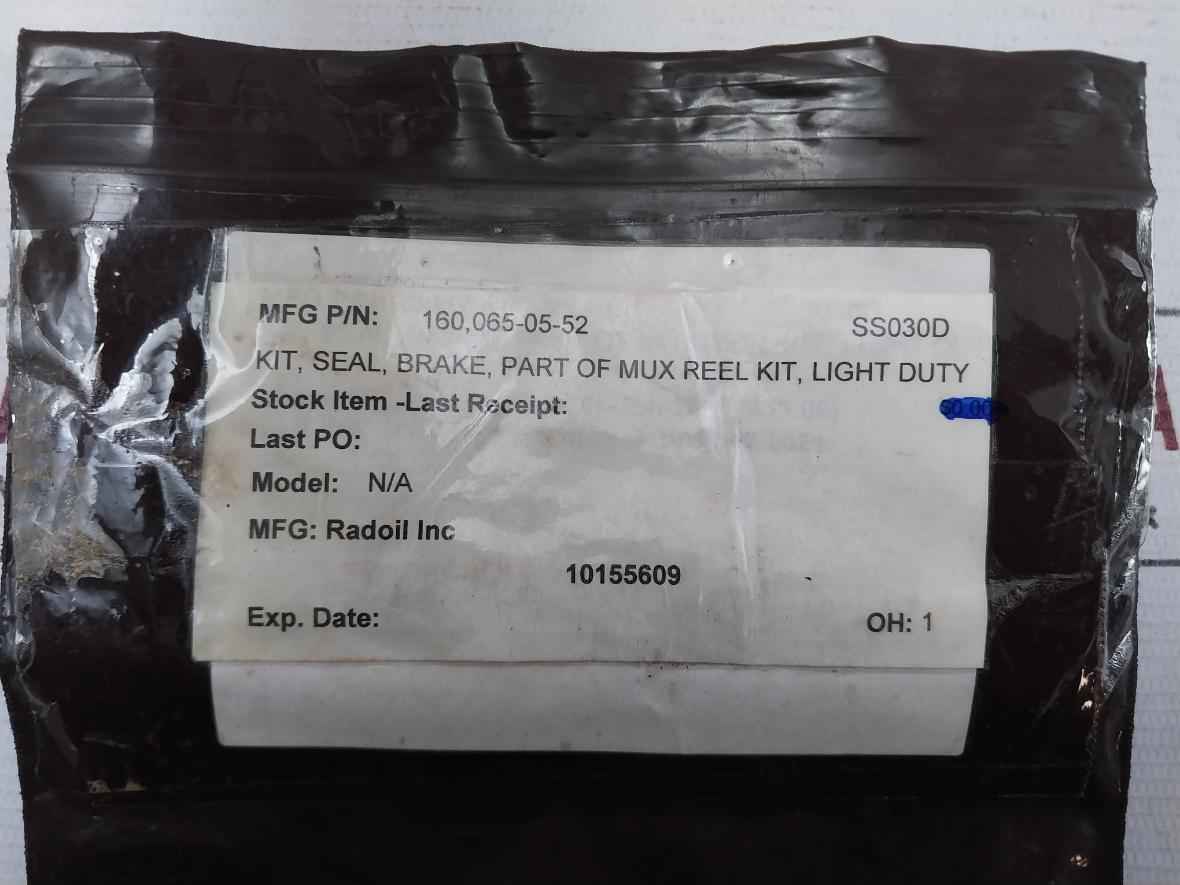 MFG P/N: 160,065-05-52 SS030D
KIT, SEAL, BRAKE, PART OF MUX REEL KIT, LIGHT DUTY
Stock Item -Last Receipt:
Last PO:
Model: N/A
MFG: Radoil Inc
10155609
Exp. Date: OH: 1